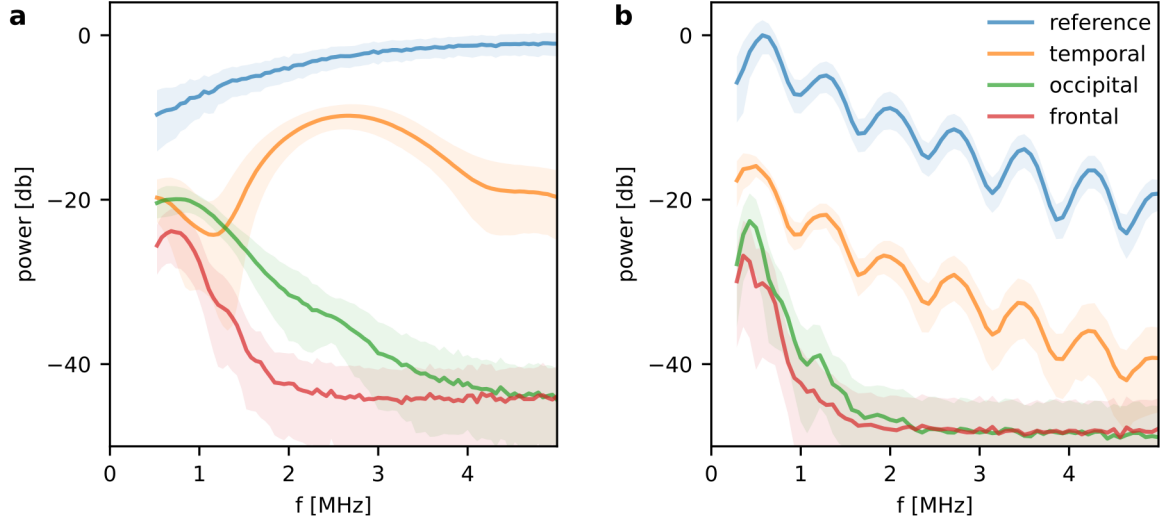 a
0
−20
−40
power [db]
0 1 2 3 4
f [MHz]
b
0
−20
−40
power [db]
0 1 2 3 4
f [MHz]
reference
temporal
occipital
frontal